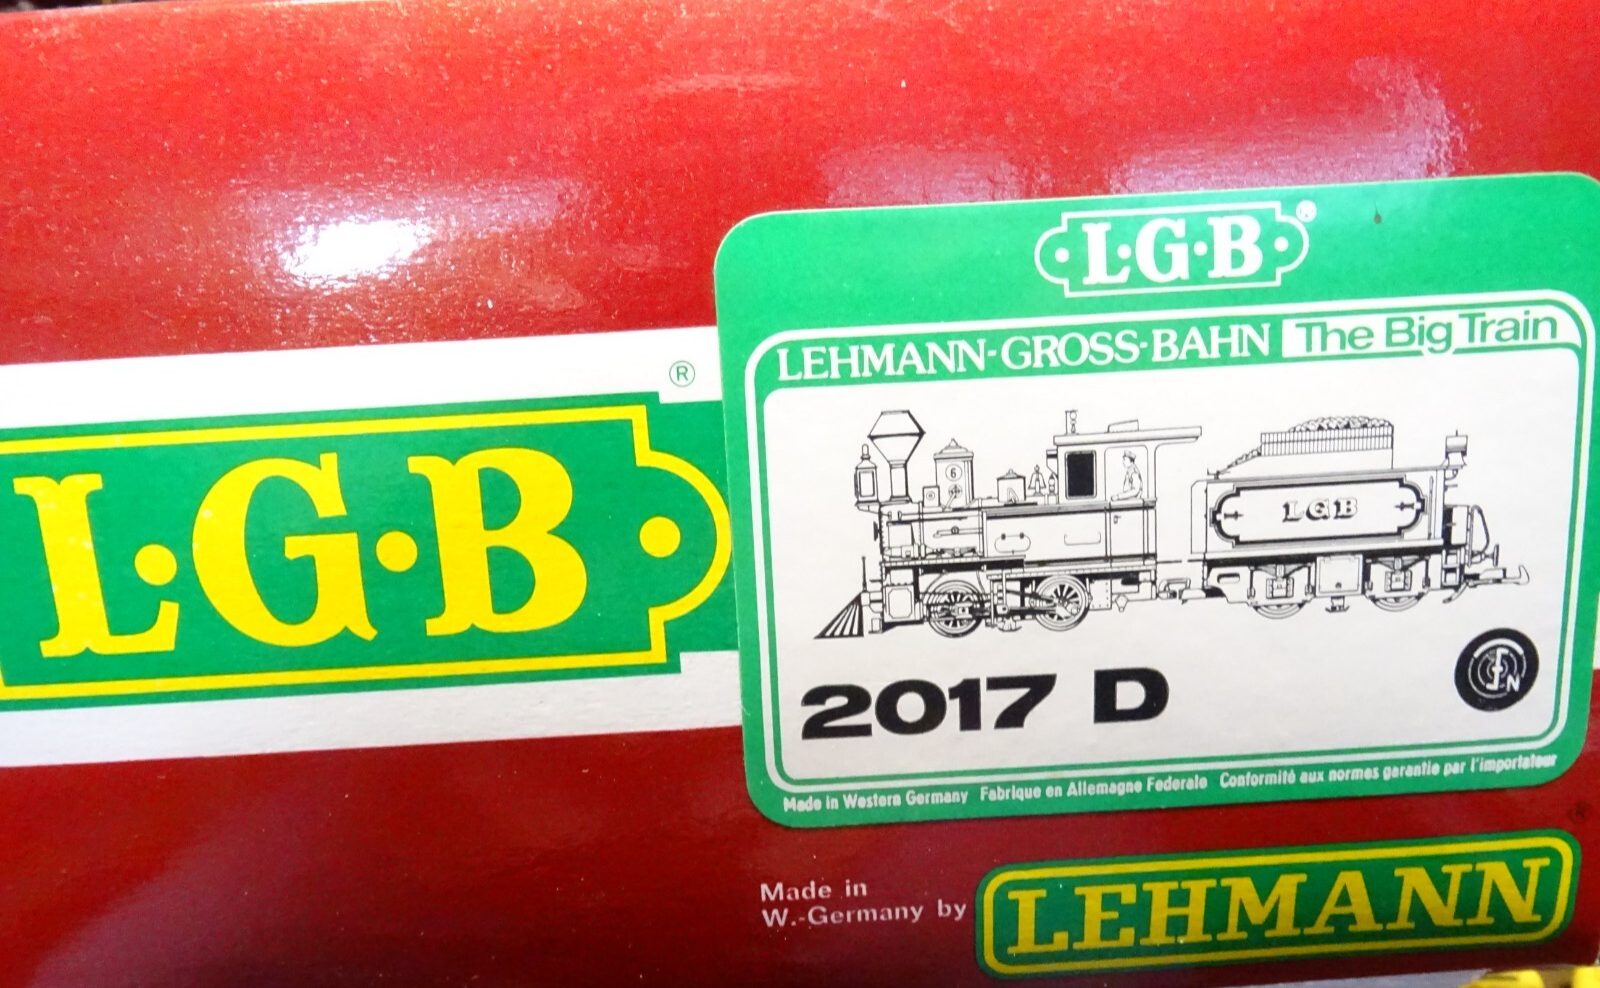 L·G·B®
LEHMANN-GROSS-BAHN The Big Train
6
LGB
2017 D
Made in Western Germany Fabrique en Allemagne Federale Conformité aux normes garantie par l'importateur
L·G·B ®
Made in
W.-Germany by LEHMANN